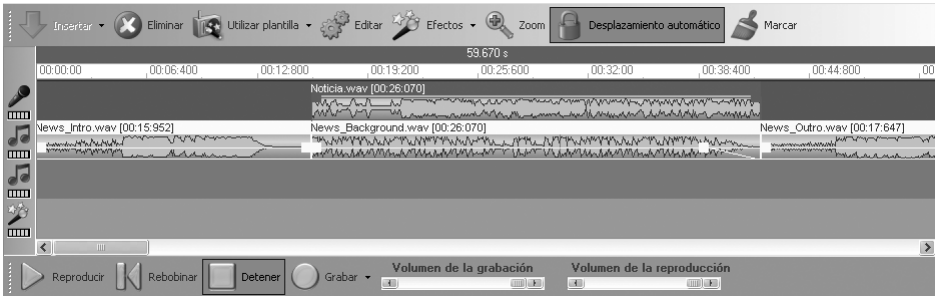 Insertar Eliminar Utilizar plantilla Editar Efectos Zoom Desplazamiento automático Marcar
59.670 s
00:00:00 00:06:400 00:12:800 00:19:200 00:25:600 00:32:00 00:38:400 00:44:800 00
Noticia.wav [00:26:070]
News_Intro.wav [00:15:952] News_Background.wav [00:26:070] News_Outro.wav [00:17:647]
Reproducir Rebobinar Detener Grabar Volumen de la grabación Volumen de la reproducción